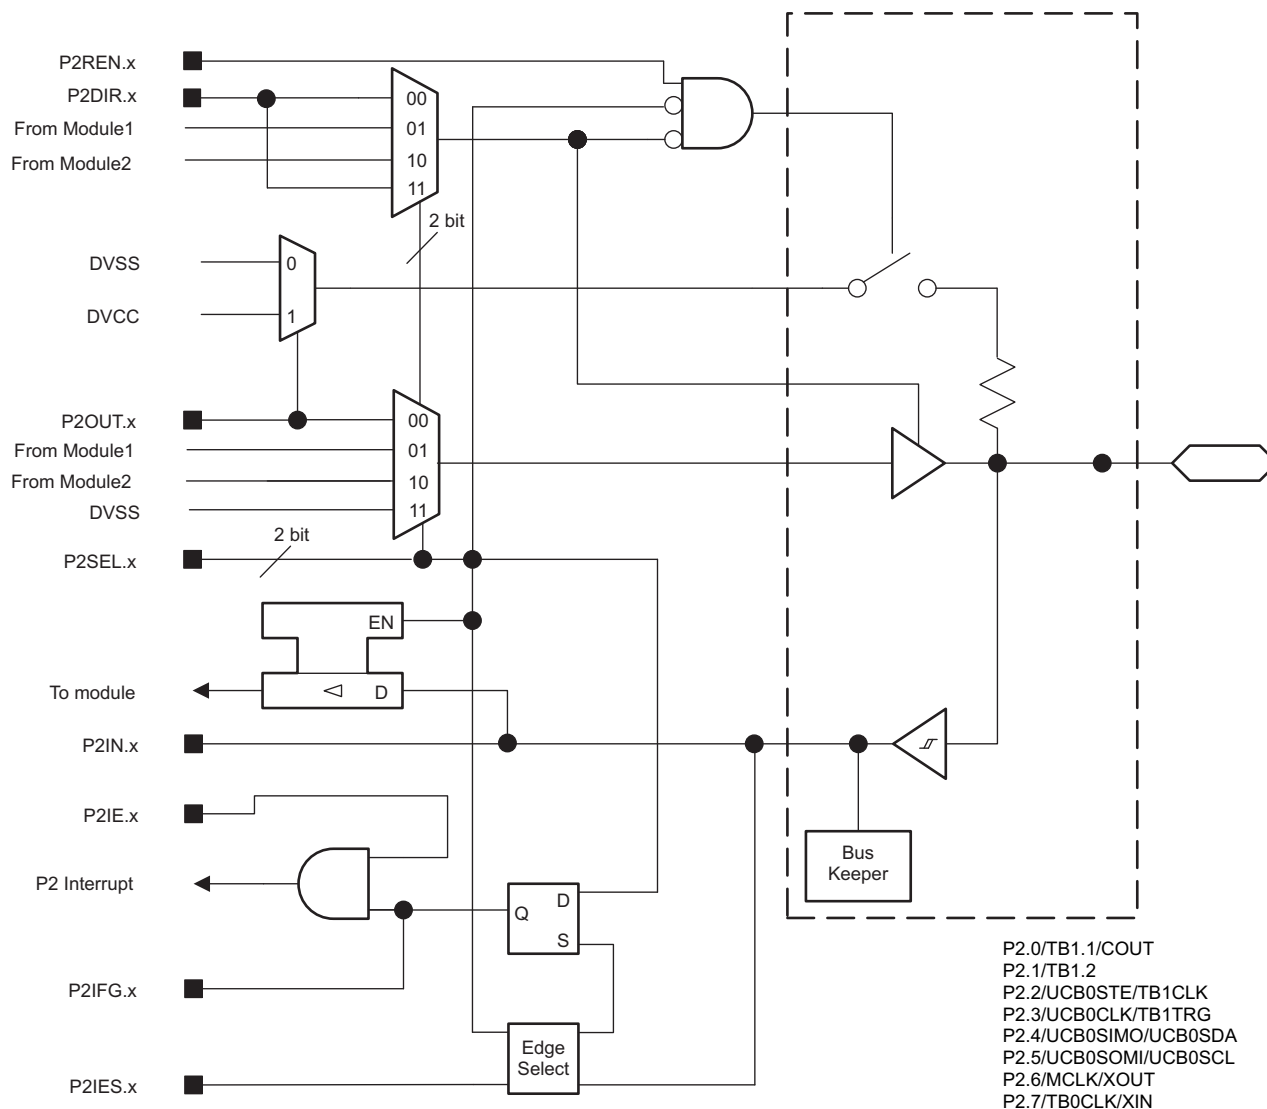 P2REN.x
P2DIR.x
From Module1
From Module2
00
01
10
11
2 bit
DVSS
DVCC
0
1
P2OUT.x
From Module1
From Module2
DVSS
00
01
10
11
P2SEL.x
2 bit
EN
To module
D
P2IN.x
P2IE.x
Bus
Keeper
P2 Interrupt
Q
D
S
P2IFG.x
Edge
Select
P2IES.x
P2.0/TB1.1/COUT
P2.1/TB1.2
P2.2/UCB0STE/TB1CLK
P2.3/UCB0CLK/TB1TRG
P2.4/UCB0SIMO/UCB0SDA
P2.5/UCB0SOMI/UCB0SCL
P2.6/MCLK/XOUT
P2.7/TB0CLK/XIN